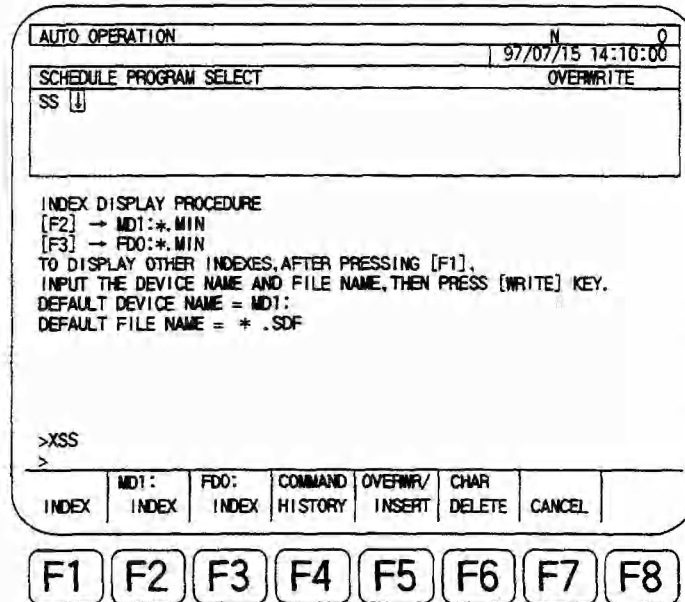 AUTO OPERATION N 0
97/07/15 14:10:00
SCHEDULE PROGRAM SELECT OVERWRITE
SS ↓
INDEX DISPLAY PROCEDURE
[F2] → MD1:*.MIN
[F3] → FD0:*.MIN
TO DISPLAY OTHER INDEXES,AFTER PRESSING [F1],
INPUT THE DEVICE NAME AND FILE NAME,THEN PRESS [WRITE] KEY.
DEFAULT DEVICE NAME = MD1:
DEFAULT FILE NAME = * .SDF
>XSS
>
MD1: FD0: COMMAND OVERWR/ CHAR
INDEX INDEX INDEX HISTORY INSERT DELETE CANCEL
F1 F2 F3 F4 F5 F6 F7 F8